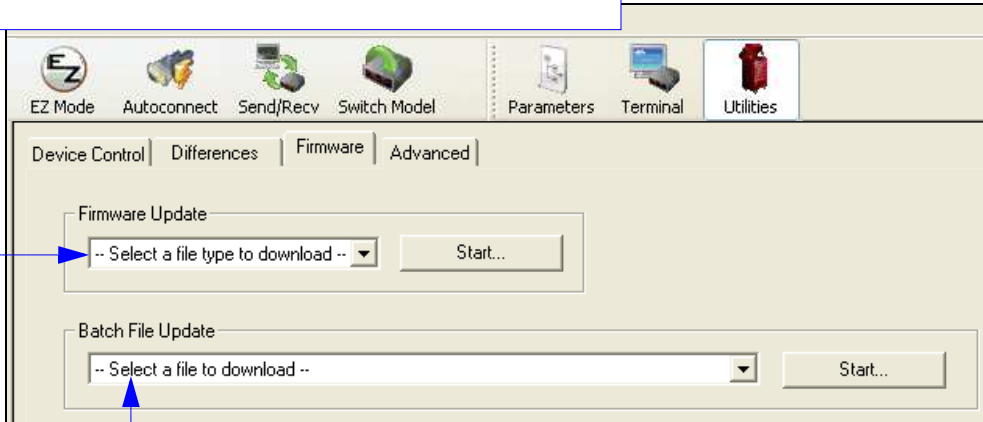 EZ
EZ Mode Autoconnect Send/Recv Switch Model Parameters Terminal Utilities
Device Control Differences Firmware Advanced
Firmware Update
-- Select a file type to download -- Start...
Batch File Update
-- Select a file to download -- Start...